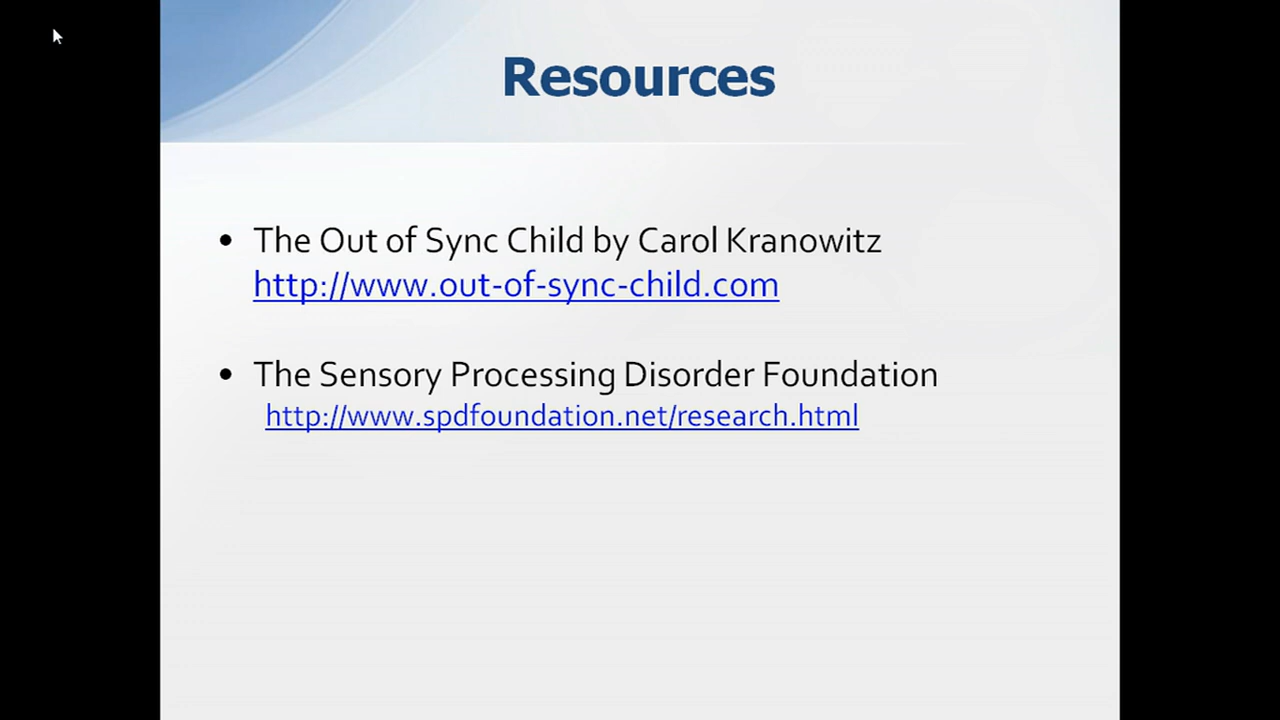 Resources
• The Out of Sync Child by Carol Kranowitz
http://www.out-of-sync-child.com
• The Sensory Processing Disorder Foundation
http://www.spdfoundation.net/research.html